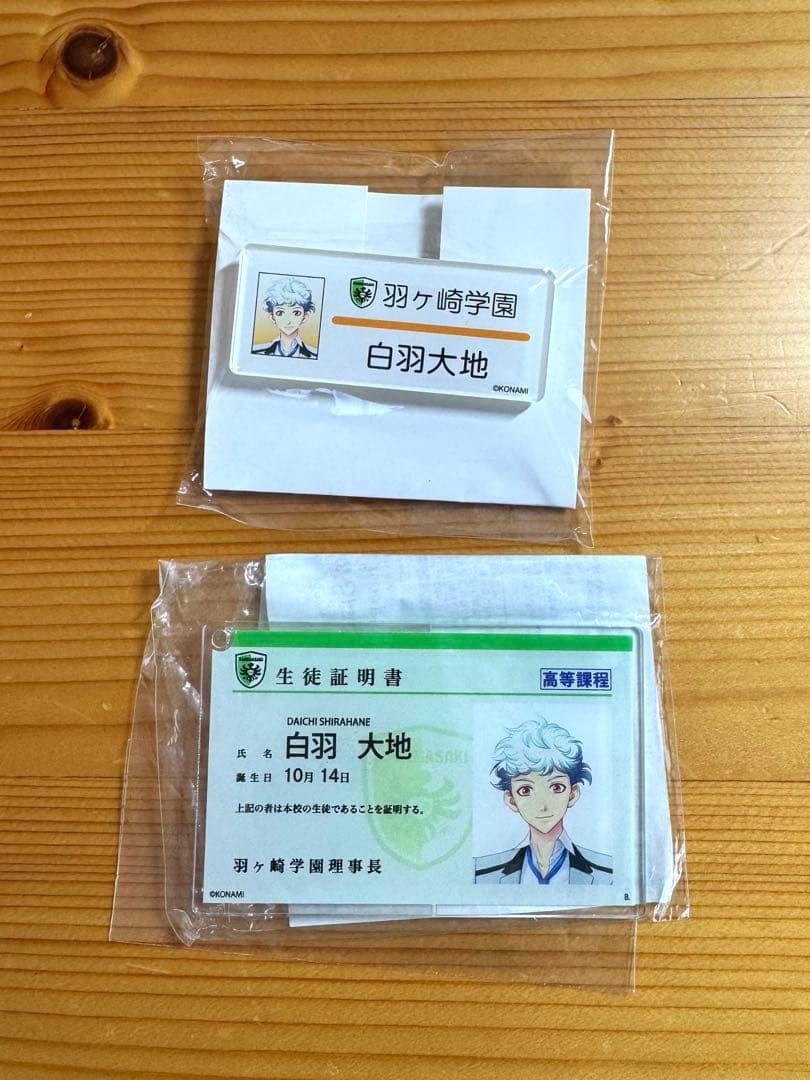 羽ヶ崎学園
白羽大地
©KONAMI
生徒証明書
高等課程
DAICHI SHIRAHANE
氏名 白羽 大地
誕生日 10月 14日
上記の者は本校の生徒であることを証明する。
羽ヶ崎学園理事長
©KONAMI
B.